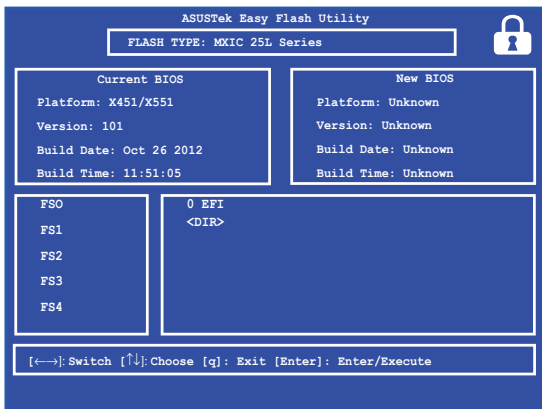 ASUSTek Easy Flash Utility
FLASH TYPE: MXIC 25L Series
Current BIOS
Platform: X451/X551
Version: 101
Build Date: Oct 26 2012
Build Time: 11:51:05
New BIOS
Platform: Unknown
Version: Unknown
Build Date: Unknown
Build Time: Unknown
FSO
FS1
FS2
FS3
FS4
0 EFI
<DIR>
[←→]: Switch [↑↓]: Choose [q]: Exit [Enter]: Enter/Execute